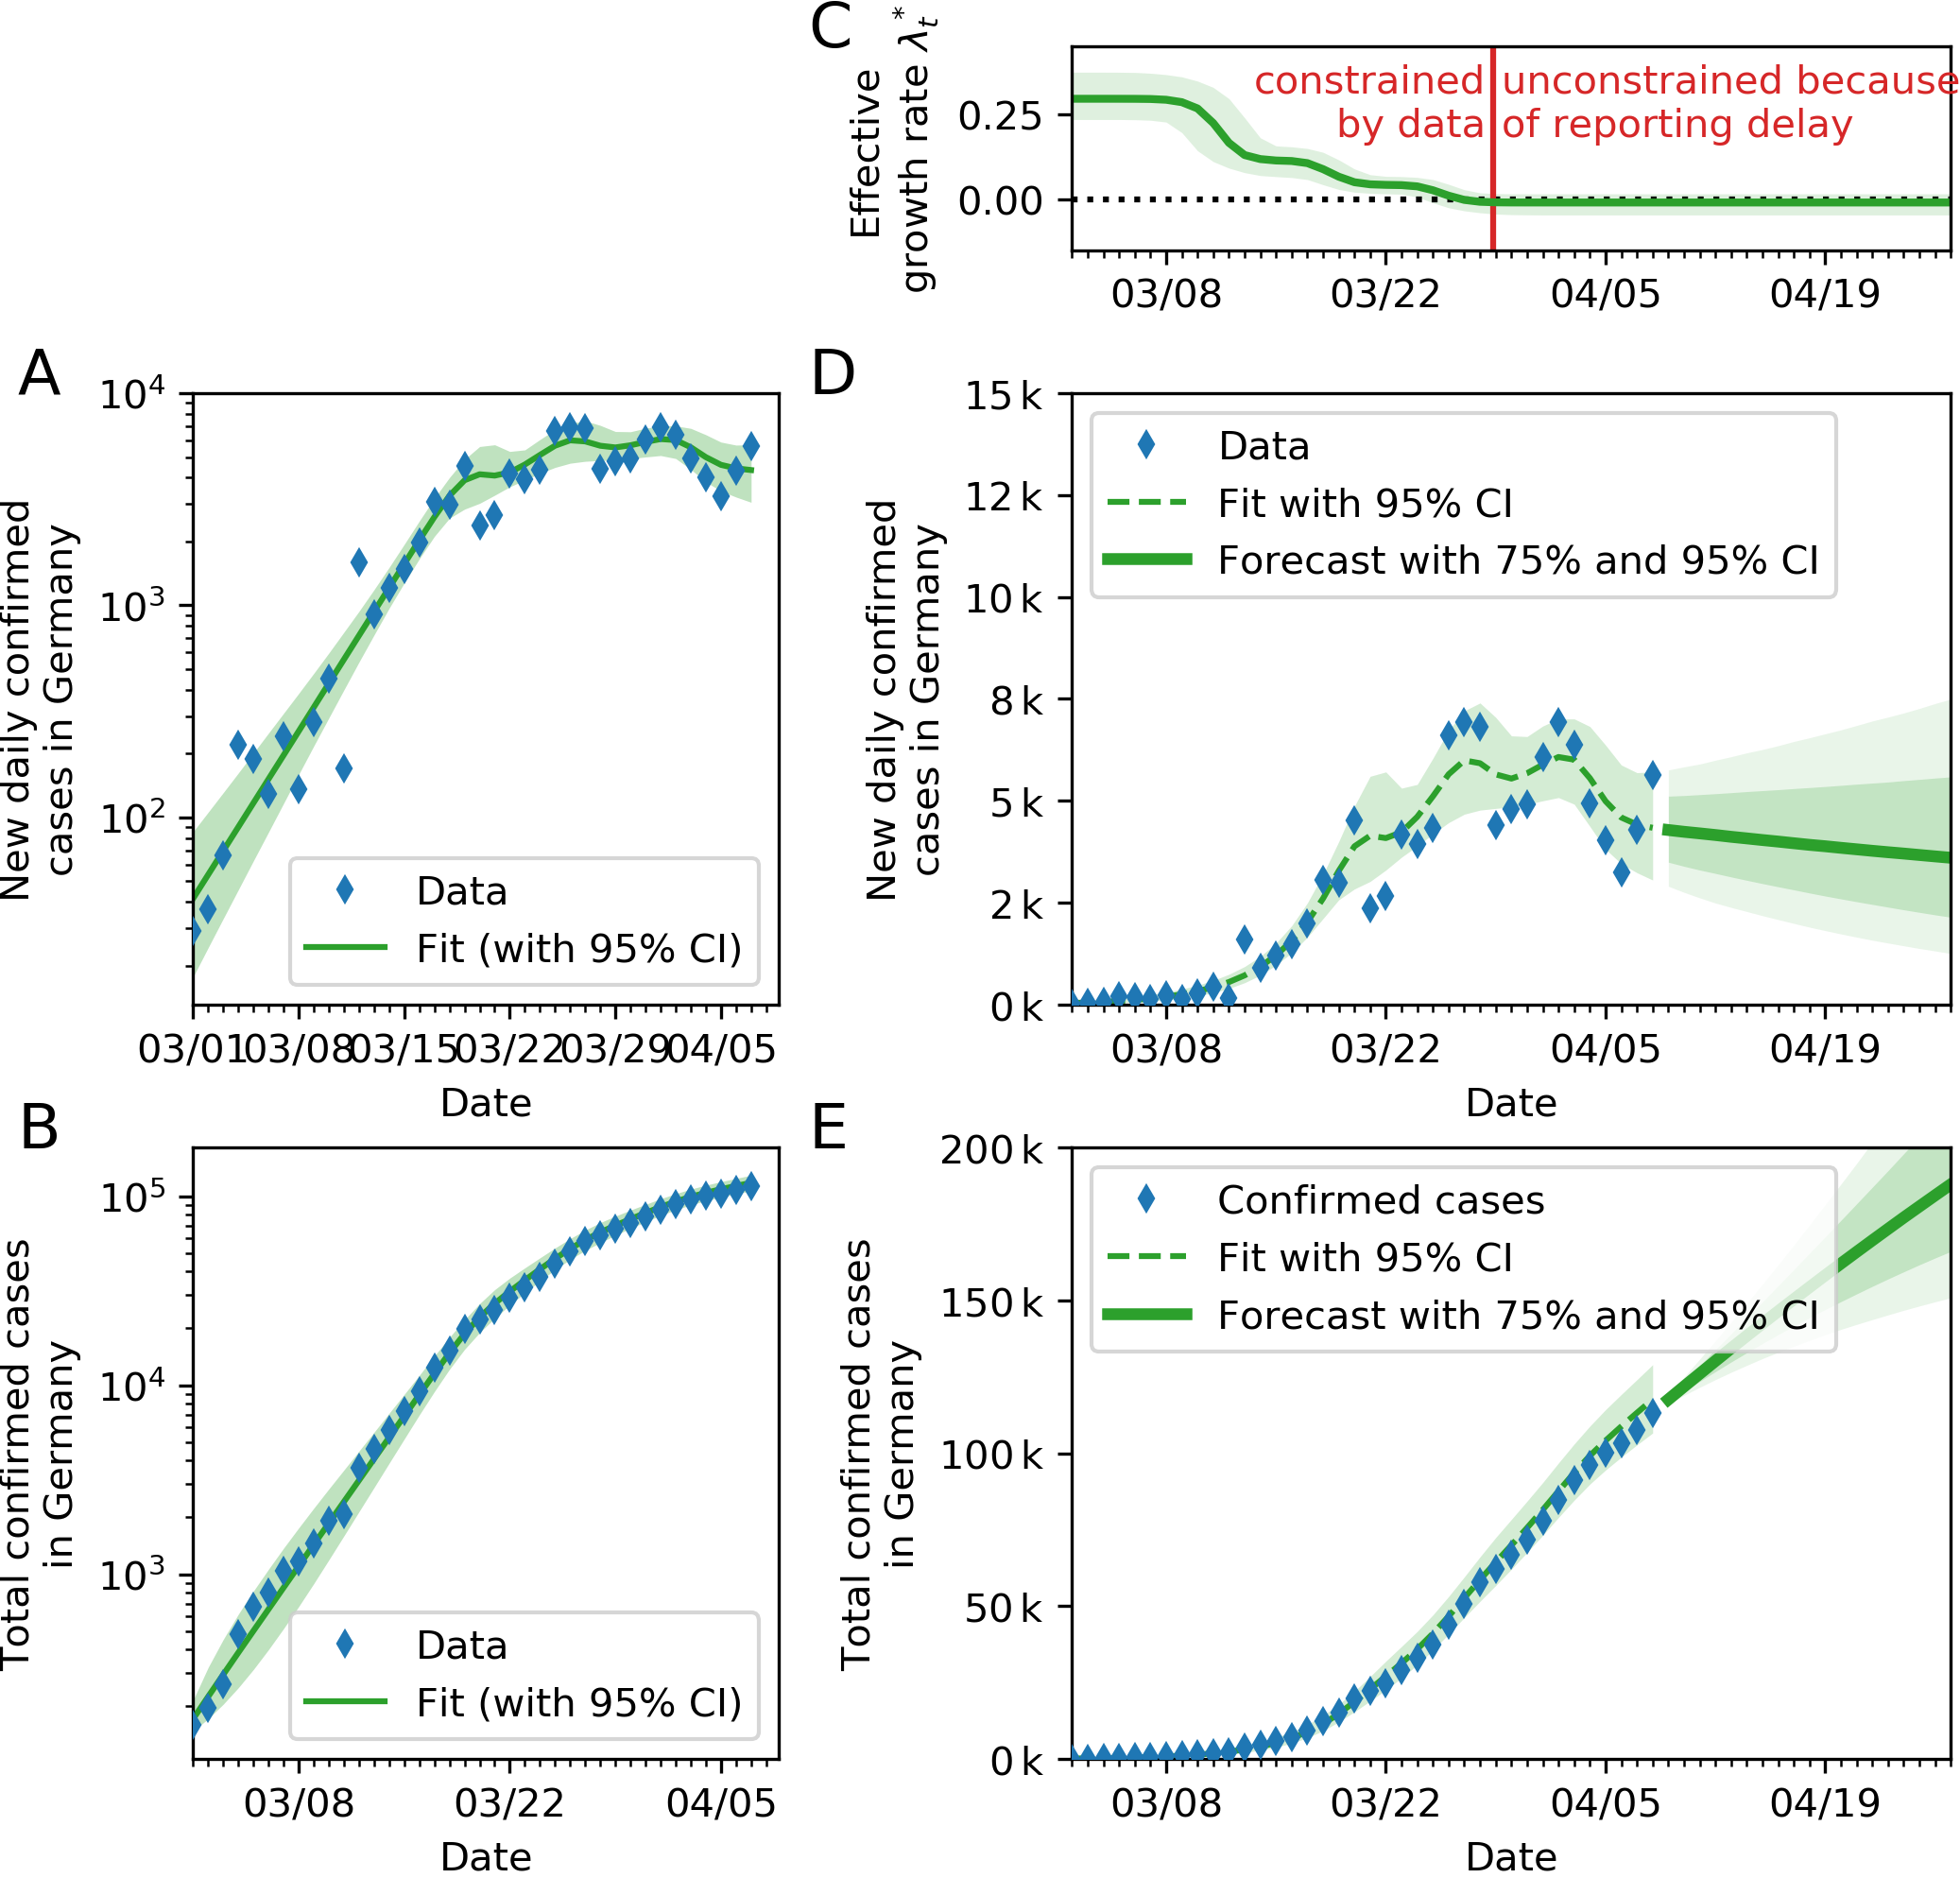 C
Effective
growth rate λ*t
0.25
0.00
constrained
by data
unconstrained because
of reporting delay
03/08 03/22 04/05 04/19
A
New daily confirmed
cases in Germany
10^4
10^3
10^2
Data
Fit (with 95% CI)
03/01 03/08 03/15 03/22 03/29 04/05
Date
D
New daily confirmed
cases in Germany
15 k
12 k
10 k
8 k
5 k
2 k
0 k
Data
Fit with 95% CI
Forecast with 75% and 95% CI
03/08 03/22 04/05 04/19
Date
B
Total confirmed cases
in Germany
10^5
10^4
10^3
Data
Fit (with 95% CI)
03/08 03/22 04/05
Date
E
Total confirmed cases
in Germany
200 k
150 k
100 k
50 k
0 k
Confirmed cases
Fit with 95% CI
Forecast with 75% and 95% CI
03/08 03/22 04/05 04/19
Date